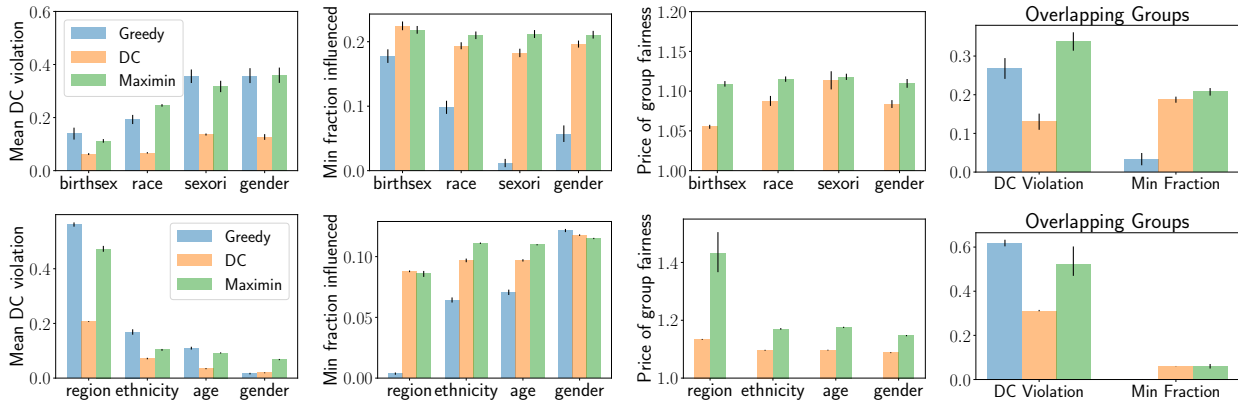 Mean DC violation
0.6
0.4
0.2
0.0
Greedy
DC
Maximin
birthsex race sexori gender
Min fraction influenced
0.2
0.1
0.0
birthsex race sexori gender
Price of group fairness
1.20
1.15
1.10
1.05
1.00
birthsex race sexori gender
Overlapping Groups
0.3
0.2
0.1
0.0
DC Violation Min Fraction
Mean DC violation
0.4
0.2
0.0
Greedy
DC
Maximin
region ethnicity age gender
Min fraction influenced
0.10
0.05
0.00
region ethnicity age gender
Price of group fairness
1.4
1.2
1.0
region ethnicity age gender
Overlapping Groups
0.6
0.4
0.2
0.0
DC Violation Min Fraction